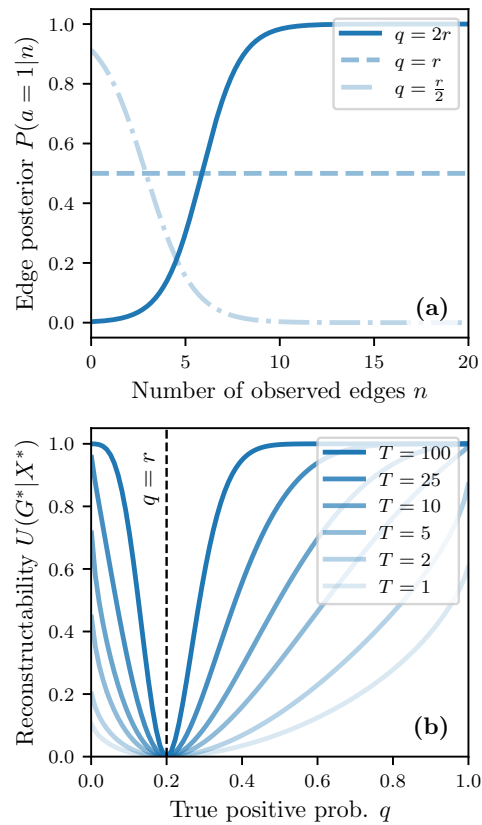 1.0
0.8
0.6
0.4
0.2
0.0
Edge posterior P(a = 1|n)
q = 2r
q = r
q = r/2
(a)
0 5 10 15 20
Number of observed edges n
1.0
0.8
0.6
0.4
0.2
0.0
Reconstructability U(G*|X*)
q = r
T = 100
T = 25
T = 10
T = 5
T = 2
T = 1
(b)
0.0 0.2 0.4 0.6 0.8 1.0
True positive prob. q